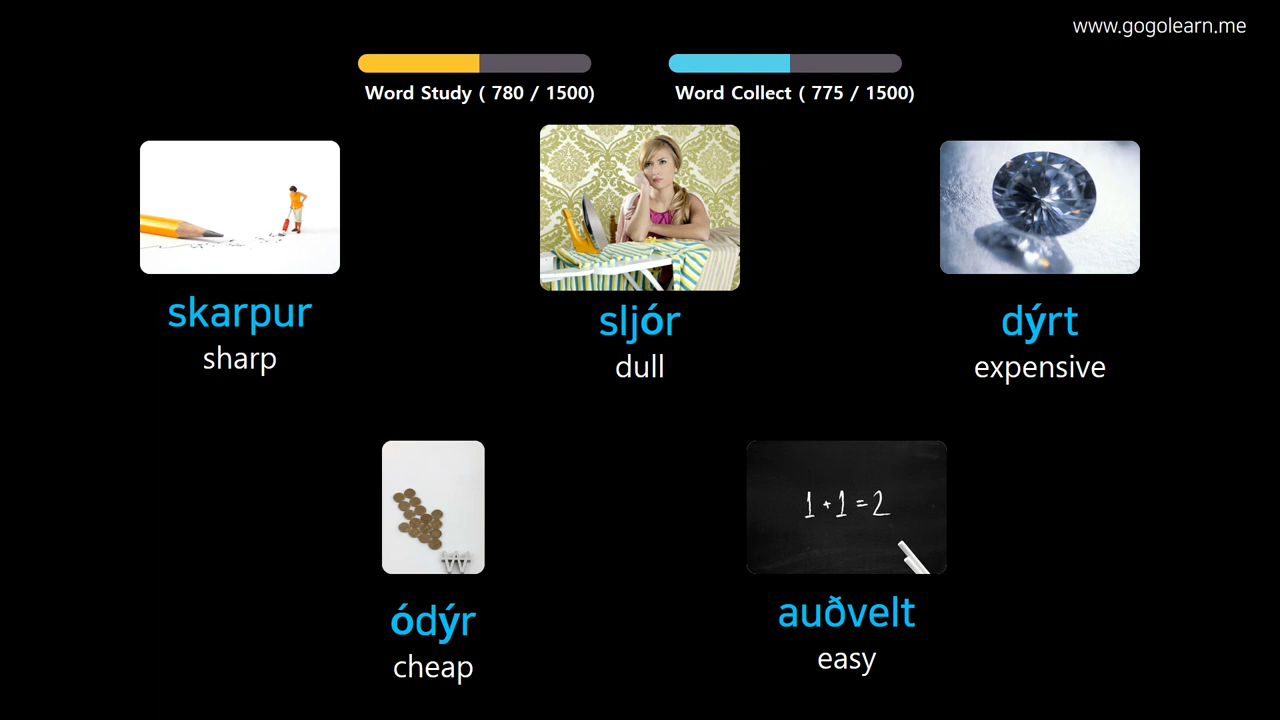 www.gogolearn.me
Word Study ( 780 / 1500)
Word Collect ( 775 / 1500)
skarpur
sharp
sljór
dull
dýrt
expensive
1+1=2
ódýr
cheap
auðvelt
easy